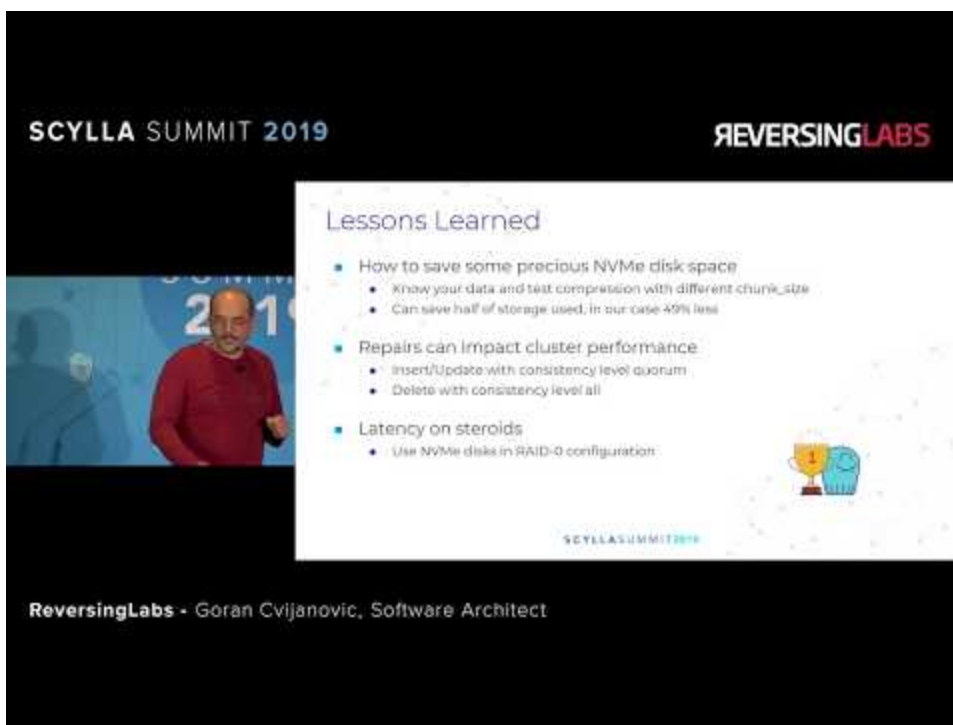 SCYLLA SUMMIT 2019
REVERSINGLABS
Lessons Learned
How to save some precious NVMe disk space
Know your data and test compression with different chunk_size
Can save half of storage used, in our case 49% less
Repairs can impact cluster performance
Insert/Update with consistency level quorum
Delete with consistency level all
Latency on steroids
Use NVMe disks in RAID-0 configuration
1
SCYLLASUMMIT2019
ReversingLabs - Goran Cvijanovic, Software Architect